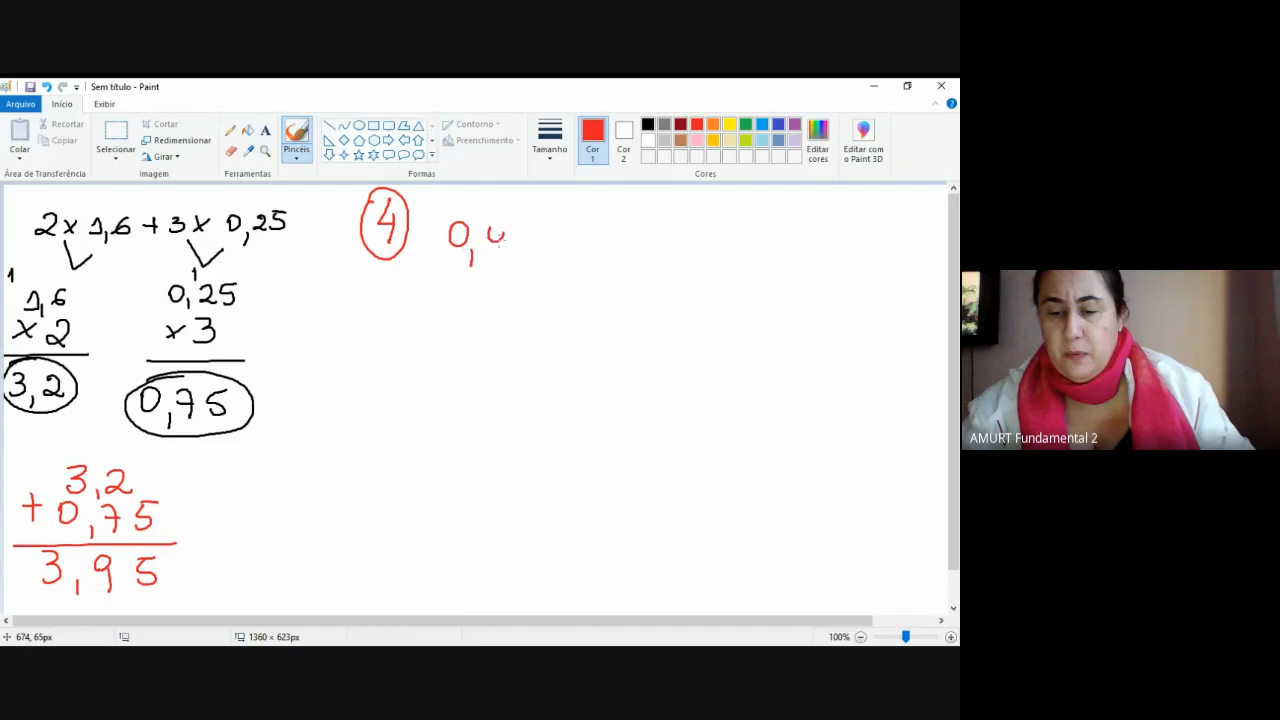 Sem título - Paint
Arquivo Início Exibir
Colar
Recortar
Copiar
Área de Transferência
Selecionar
Cortar
Redimensionar
Girar
Imagem
Ferramentas
Pincéis
Contorno
Preenchimento
Formas
Tamanho
Cor 1
Cor 2
Editar cores
Editar com o Paint 3D
Cores
2 x 1,6 + 3 x 0,25
1
1,6
x 2
3,2
1
0,25
x 3
0,75
3,2
+ 0,75
3,95
4
0,
AMURT Fundamental 2
674, 65px
1360 × 623px
100%